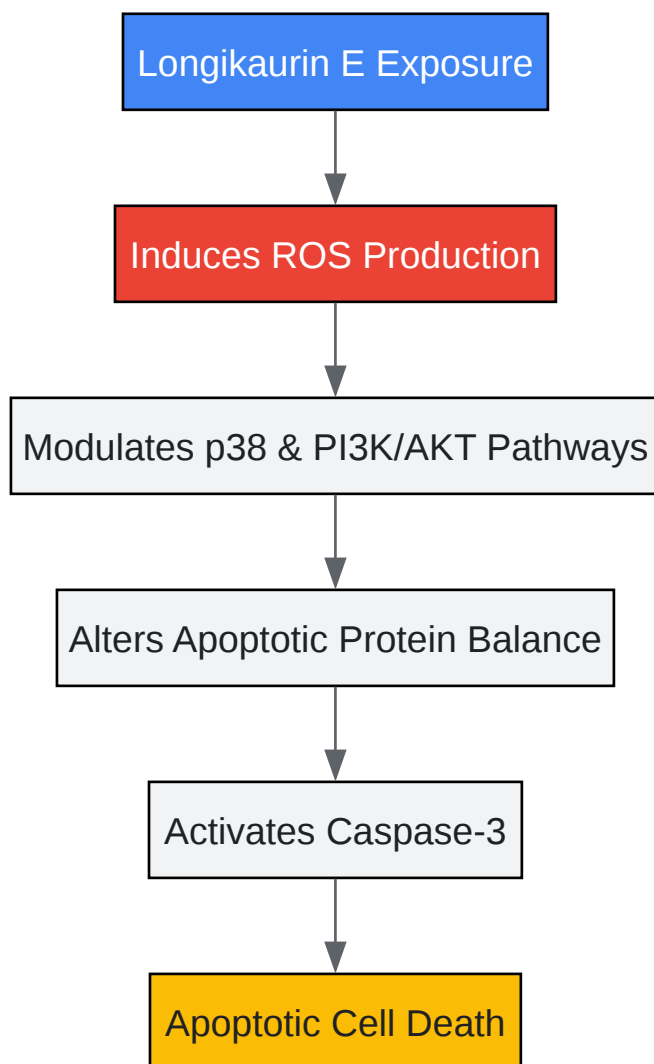 Longikaurin E Exposure
Induces ROS Production
Modulates p38 & PI3K/AKT Pathways
Alters Apoptotic Protein Balance
Activates Caspase-3
Apoptotic Cell Death